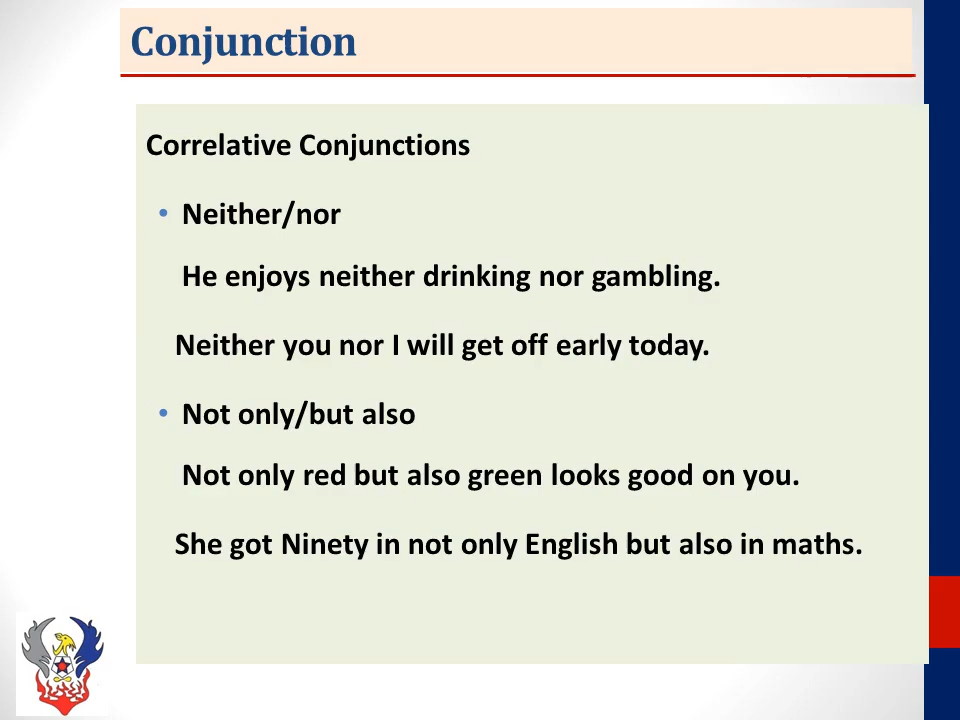 Conjunction
Correlative Conjunctions
• Neither/nor
He enjoys neither drinking nor gambling.
Neither you nor I will get off early today.
• Not only/but also
Not only red but also green looks good on you.
She got Ninety in not only English but also in maths.